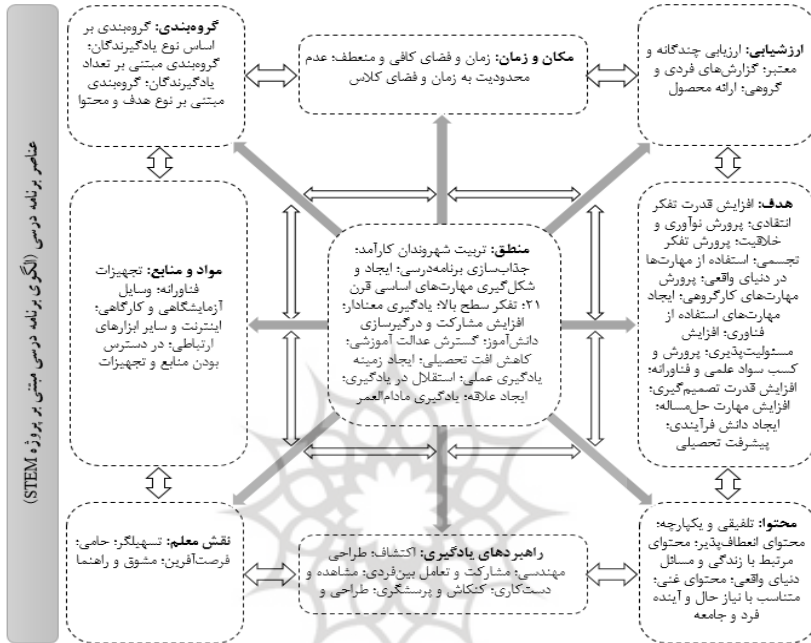 ارزشیابی: ارزیابی چندگانه و
معتبر؛ گزارش‌های فردی و
گروهی؛ ارائه محصول
مکان و زمان: زمان و فضای کافی و منعطف؛ عدم
محدودیت به زمان و فضای کلاس
گروه‌بندی: گروه‌بندی بر
اساس نوع یادگیرندگان؛
گروه‌بندی مبتنی بر تعداد
یادگیرندگان؛ گروه‌بندی
مبتنی بر نوع هدف و محتوا
هدف: افزایش قدرت تفکر
انتقادی؛ پرورش نوآوری و
خلاقیت؛ پرورش تفکر
تجسمی؛ استفاده از مهارت‌ها
در دنیای واقعی؛ پرورش
مهارت‌های کارگروهی؛ ایجاد
مهارت‌های استفاده از
فناوری؛ افزایش
مسئولیت‌پذیری؛ پرورش و
کسب سواد علمی و فناورانه؛
افزایش قدرت تصمیم‌گیری؛
افزایش مهارت حل‌مساله؛
ایجاد دانش فرآیندی؛
پیشرفت تحصیلی
منطق: تربیت شهروندان کارآمد؛
جذاب‌سازی برنامه‌درسی؛ ایجاد و
شکل‌گیری مهارت‌های اساسی قرن
۲۱؛ تفکر سطح بالا؛ یادگیری معنادار؛
افزایش مشارکت و درگیرسازی
دانش‌آموز؛ گسترش عدالت آموزشی؛
کاهش افت تحصیلی؛ ایجاد زمینه
یادگیری عملی؛ استقلال در یادگیری؛
ایجاد علاقه؛ یادگیری مادام‌العمر
مواد و منابع: تجهیزات
فناورانه؛ وسایل
آزمایشگاهی و کارگاهی؛
اینترنت و سایر ابزارهای
ارتباطی؛ در دسترس
بودن منابع و تجهیزات
محتوا: تلفیقی و یکپارچه؛
محتوای انعطاف‌پذیر؛ محتوای
مرتبط با زندگی و مسائل
دنیای واقعی؛ محتوای غنی؛
متناسب با نیاز حال و آینده
فرد و جامعه
راهبردهای یادگیری: اکتشاف؛ طراحی
مهندسی؛ مشارکت و تعامل بین‌فردی؛ مشاهده و
دست‌کاری؛ کنکاش و پرسشگری؛ طراحی و
نقش معلم: تسهیلگر؛ حامی؛
فرصت‌آفرین؛ مشوق و راهنما
عناصر برنامه درسی (الگوی برنامه درسی مبتنی بر پروژه STEM)